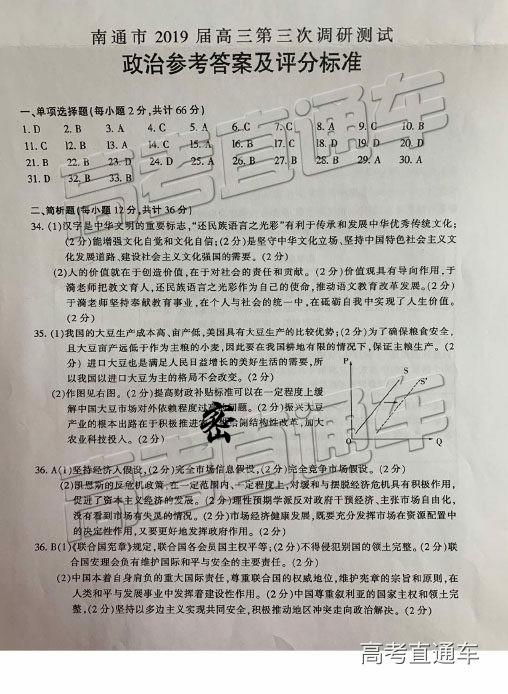 南通市 2019 届高三第三次调研测试
政治参考答案及评分标准
一、单项选择题(每小题 2 分,共计 66 分)
1. D 2. B 3. A 4. C 5. A 6. C 7. C 8. A 9. C 10. B
11. C 12. B 13. A 14. C 15. A 16. B 17. C 18. D 19. D 20. D
21. B 22. B 23. D 24. D 25. A 26. B 27. B 28. B 29. A 30. A
31. D 32. B 33. B
二、简析题(每小题 12 分,共计 36 分)
34. (1)汉字是中华文明的重要标志,“还民族语言之光彩”有利于传承和发展中华优秀传统文化;
(2 分)能增强文化自觉和文化自信;(2 分)是坚守中华文化立场、坚持中国特色社会主义文
化发展道路、建设社会主义文化强国的需要。(2 分)
(2)人的价值就在于创造价值,在于对社会的责任和贡献。(2 分)价值观具有导向作用,于
漪老师把教文育人,还民族语言之光彩作为自己的使命,推动语文教育改革发展。(2 分)
于漪老师坚持奉献教育事业,在个人与社会的统一中,在砥砺自我中实现了人生价值。
(2 分)
35. (1)我国的大豆生产成本高、亩产低,美国具有大豆生产的比较优势;(2 分)为了确保粮食安全,
且大豆亩产远低于作为主粮的小麦,因此要在我国耕地有限的情况下,保证主粮生产。(2
分) 进口大豆也是满足人民日益增长的美好生活的需要,所
以我国以进口大豆为主的格局不会改变。(2 分)
(2)作图见右图。(2 分)提高财政补贴标准可以在一定程度上缓
解中国大豆市场对外依赖程度过高问题。(2 分)振兴大豆
产业的根本出路在于积极推进农业供给侧结构性改革,加大
农业科技投入。(2 分)
P
S
S'
O
Q
密
36. A(1)坚持经济人假设,(2 分)完全市场信息假设,(2 分)完全竞争市场假设。(2 分)
(2)凯恩斯的反危机政策,在一定范围内、一定程度上,对缓和与摆脱经济危机具有积极作用,
促进了资本主义经济的发展。(2 分)理性预期学派反对政府干预经济、主张市场自由化,
没有看到市场有失灵的情况。(2 分)市场经济健康发展,既要充分发挥市场在资源配置中
的决定性作用,又要更好地发挥政府作用。(2 分)
36. B(1)《联合国宪章》规定,联合国各会员国主权平等;(2 分)不得侵犯别国的领土完整。(2 分)联
合国安理会负有维护国际和平与安全的主要责任。(2 分)
(2)中国本着自身肩负的重大国际责任,尊重联合国的权威地位,维护宪章的宗旨和原则,在
人类和平与发展事业中发挥着建设性作用。(2 分)中国尊重叙利亚的国家主权和领土完
整,(2 分)坚持以多边主义实现共同安全,积极推动地区冲突走向政治解决。(2 分)
高考直通车
高考直通车
高考直通车
高考直通车